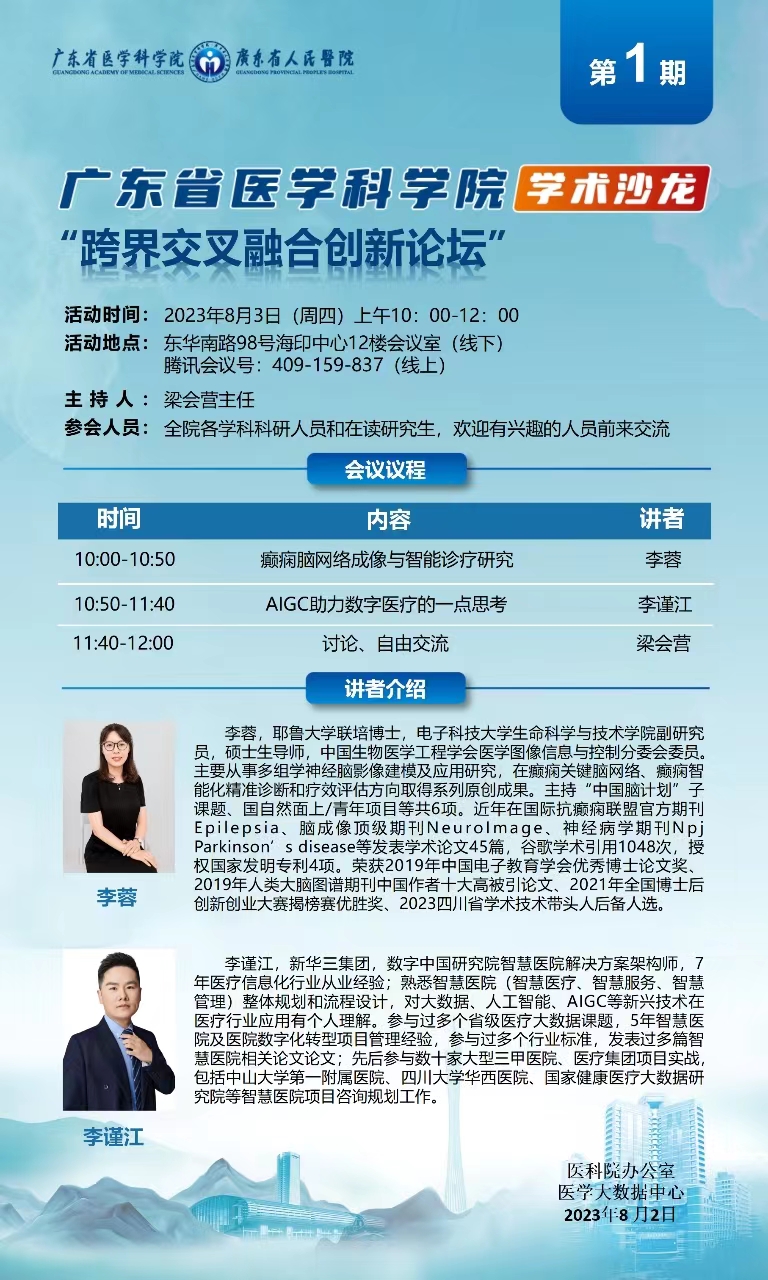 广东省医学科学院
GUANGDONG ACADEMY OF MEDICAL SCIENCES
廣東省人民醫院
GUANGDONG PROVINCIAL PEOPLE'S HOSPITAL
第1期
广东省医学科学院 学术沙龙
“跨界交叉融合创新论坛”
活动时间：2023年8月3日（周四）上午10：00-12：00
活动地点：东华南路98号海印中心12楼会议室（线下）
腾讯会议号：409-159-837（线上）
主持人：梁会营主任
参会人员：全院各学科科研人员和在读研究生，欢迎有兴趣的人员前来交流
会议议程
时间 内容 讲者
10:00-10:50 癫痫脑网络成像与智能诊疗研究 李蓉
10:50-11:40 AIGC助力数字医疗的一点思考 李谨江
11:40-12:00 讨论、自由交流 梁会营
讲者介绍
李蓉，耶鲁大学联培博士，电子科技大学生命科学与技术学院副研究
员，硕士生导师，中国生物医学工程学会医学图像信息与控制分委会委员。
主要从事多组学神经脑影像建模及应用研究，在癫痫关键脑网络、癫痫智
能化精准诊断和疗效评估方向取得系列原创成果。主持“中国脑计划”子
课题、国自然面上/青年项目等共6项。近年在国际抗癫痫联盟官方期刊
Epilepsia、脑成像顶级期刊NeuroImage、神经病学期刊Npj
Parkinson’s disease等发表学术论文45篇，谷歌学术引用1048次，授
权国家发明专利4项。荣获2019年中国电子教育学会优秀博士论文奖、
2019年人类大脑图谱期刊中国作者十大高被引论文、2021年全国博士后
创新创业大赛揭榜赛优胜奖、2023四川省学术技术带头人后备人选。
李蓉
李谨江，新华三集团，数字中国研究院智慧医院解决方案架构师，7
年医疗信息化行业从业经验；熟悉智慧医院（智慧医疗、智慧服务、智慧
管理）整体规划和流程设计，对大数据、人工智能、AIGC等新兴技术在
医疗行业应用有个人理解。参与过多个省级医疗大数据课题，5年智慧医
院及医院数字化转型项目管理经验，参与过多个行业标准，发表过多篇智
慧医院相关论文论文；先后参与数十家大型三甲医院、医疗集团项目实战，
包括中山大学第一附属医院、四川大学华西医院、国家健康医疗大数据研
究院等智慧医院项目咨询规划工作。
李谨江
医科院办公室
医学大数据中心
2023年8月2日